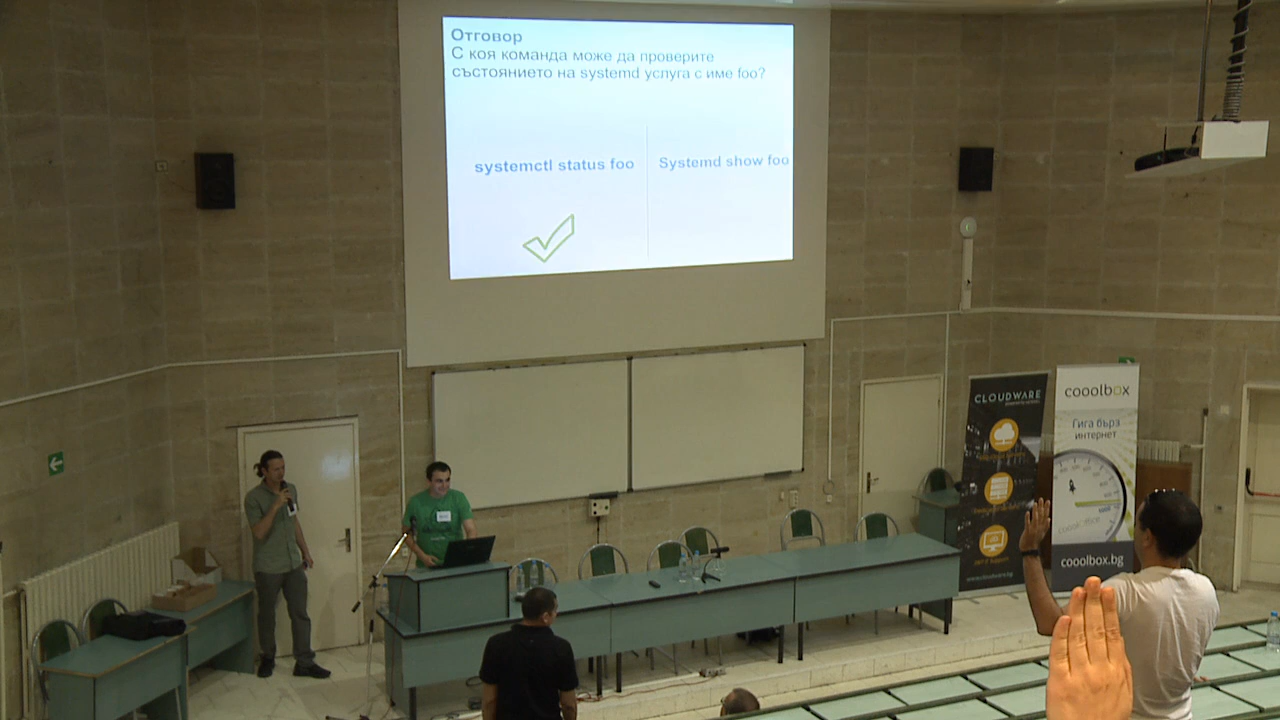 Отговор
С коя команда може да проверите
състоянието на systemd услуга с име foo?
systemctl status foo
Systemd show foo
CLOUDWARE
cooolbox
Гига бърз
интернет
cooolbox.bg